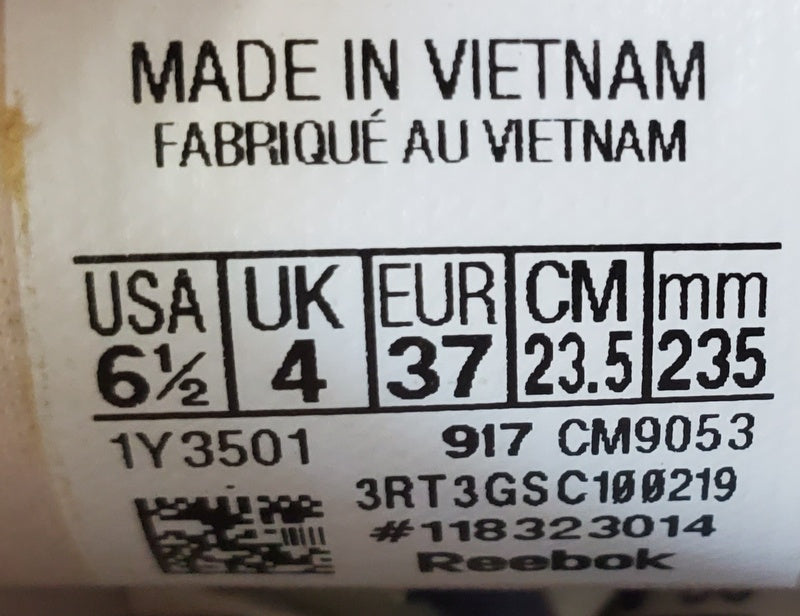 MADE IN VIETNAM
FABRIQUÉ AU VIETNAM
USA UK EUR CM mm
6½ 4 37 23.5 235
1Y3501 917 CM9053
3RT3GSC100219
#118323014
Reebok